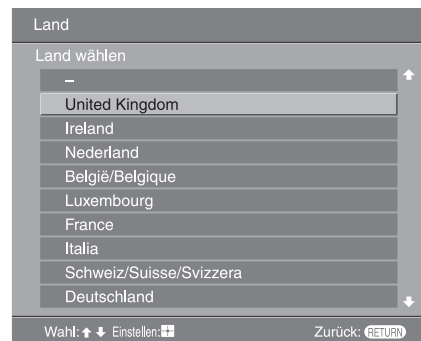 Land
Land wählen
–
United Kingdom
Ireland
Nederland
België/Belgique
Luxembourg
France
Italia
Schweiz/Suisse/Svizzera
Deutschland
Wahl: Einstellen: Zurück: RETURN